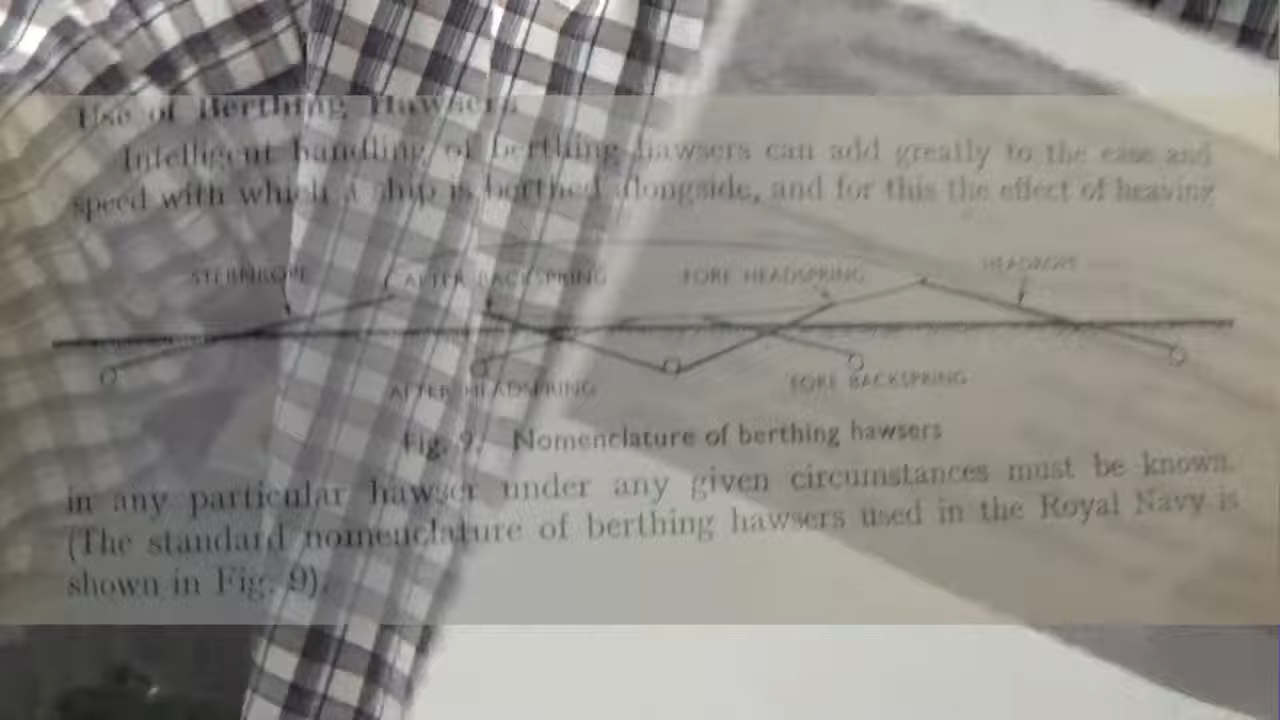 Use of Berthing Hawsers
Intelligent handling of berthing hawsers can add greatly to the ease and
speed with which a ship is berthed alongside, and for this the effect of heaving
STERNROPE
AFTER BACKSPRING
FORE HEADSPRING
HEADROPE
AFTER HEADSPRING
FORE BACKSPRING
Fig. 9. Nomenclature of berthing hawsers
in any particular hawser under any given circumstances must be known.
(The standard nomenclature of berthing hawsers used in the Royal Navy is
shown in Fig. 9).